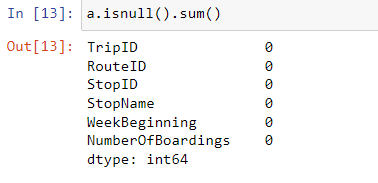 In [13]: a.isnull().sum()
Out[13]: TripID 0
RouteID 0
StopID 0
StopName 0
WeekBeginning 0
NumberOfBoardings 0
dtype: int64